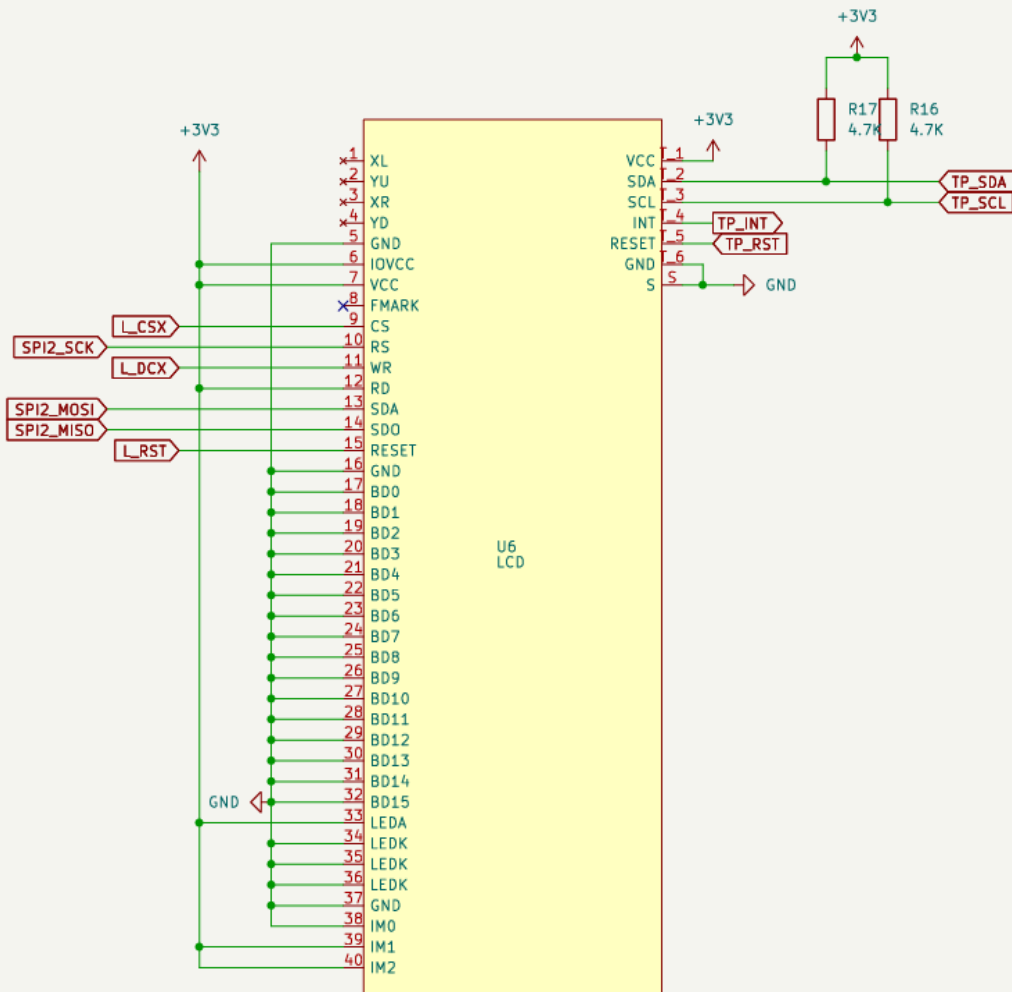 +3V3
R17
4.7K
R16
4.7K
+3V3
+3V3
1 XL
2 YU
3 XR
4 YD
5 GND
6 IOVCC
7 VCC
8 FMARK
L_CSX 9 CS
SPI2_SCK 10 RS
L_DCX 11 WR
12 RD
SPI2_MOSI 13 SDA
SPI2_MISO 14 SDO
L_RST 15 RESET
16 GND
17 BD0
18 BD1
19 BD2
20 BD3
21 BD4
22 BD5
23 BD6
24 BD7
25 BD8
26 BD9
27 BD10
28 BD11
29 BD12
30 BD13
31 BD14
GND 32 BD15
33 LEDA
34 LEDK
35 LEDK
36 LEDK
37 GND
38 IM0
39 IM1
40 IM2
U6
LCD
VCC T_1
SDA T_2 TP_SDA
SCL T_3 TP_SCL
INT T_4 TP_INT
RESET T_5 TP_RST
GND T_6
S S GND